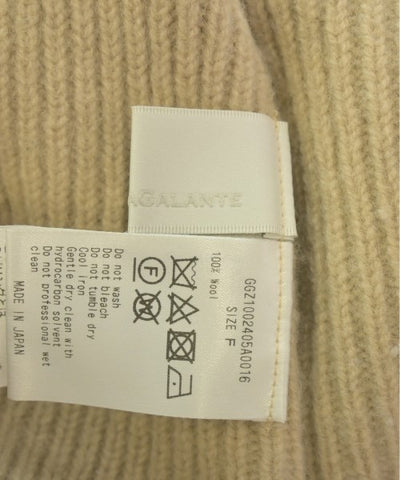 AGALANTE
GGZ1002405A0016
SIZE F
100% Wool
Do not wash
Do not bleach
Do not tumble dry
Cool iron
Gentle dry clean with
hydrocarbon solvent
Do not professional wet
clean
MADE IN JAPAN